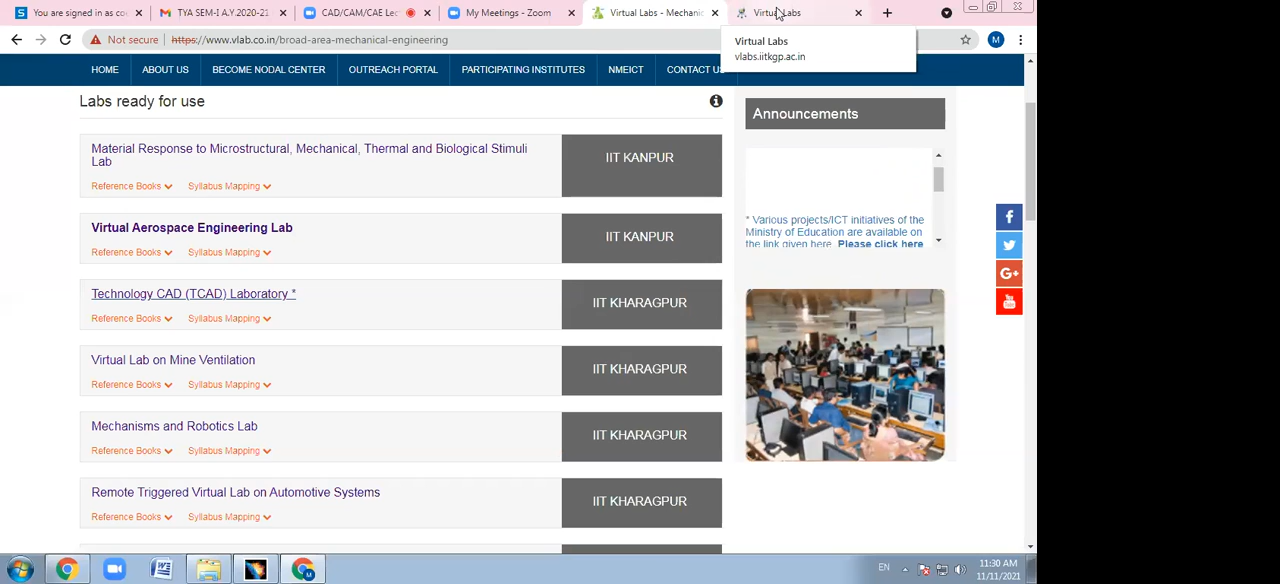 You are signed in as co
TYA SEM-I A.Y.2020-21
CAD/CAM/CAE Lec
My Meetings - Zoom
Virtual Labs - Mechanic
Virtual Labs
Not secure
https://www.vlab.co.in/broad-area-mechanical-engineering
M
Virtual Labs
vlabs.iitkgp.ac.in
HOME
ABOUT US
BECOME NODAL CENTER
OUTREACH PORTAL
PARTICIPATING INSTITUTES
NMEICT
CONTACT US
Labs ready for use
Material Response to Microstructural, Mechanical, Thermal and Biological Stimuli
Lab
Reference Books
Syllabus Mapping
IIT KANPUR
Virtual Aerospace Engineering Lab
Reference Books
Syllabus Mapping
IIT KANPUR
Technology CAD (TCAD) Laboratory *
Reference Books
Syllabus Mapping
IIT KHARAGPUR
Virtual Lab on Mine Ventilation
Reference Books
Syllabus Mapping
IIT KHARAGPUR
Mechanisms and Robotics Lab
Reference Books
Syllabus Mapping
IIT KHARAGPUR
Remote Triggered Virtual Lab on Automotive Systems
Reference Books
Syllabus Mapping
IIT KHARAGPUR
Announcements
* Various projects/ICT initiatives of the
Ministry of Education are available on
the link given here. Please click here
EN
11:30 AM
11/11/2021